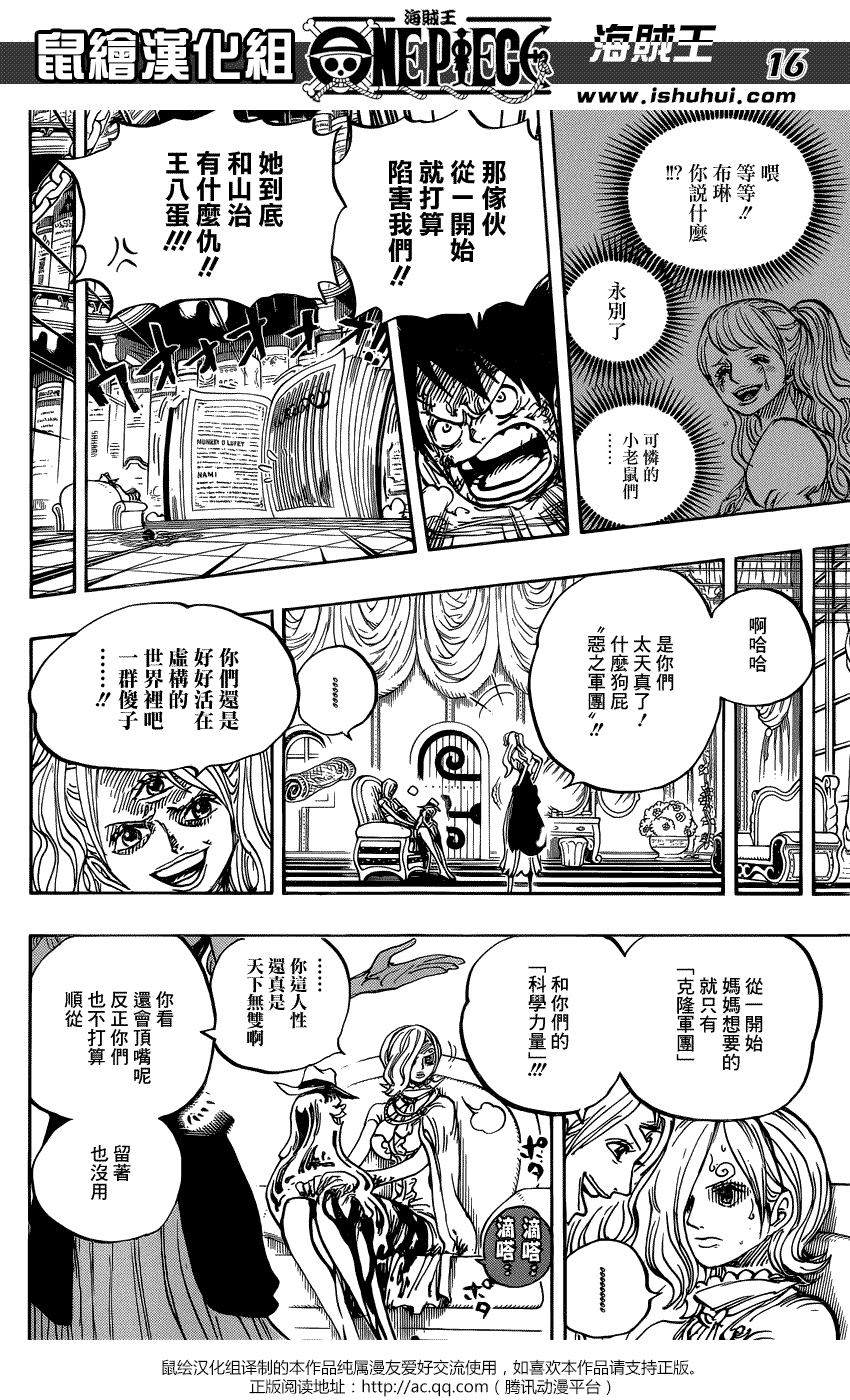 鼠繪漢化組
海賊王
ONE PIECE
海賊王
www.ishuhui.com
16
喂
等等!!
布琳
你説什麼
!!?
永別了
可憐的
小老鼠們
……
那傢伙
從一開始
就打算
陷害我們!!
她到底
和山治
有什麼仇!!
王八蛋!!!
MONKEY D LUFFY
NAMI
啊哈哈
是你們
太天真了!
什麼狗屁
“惡之軍團”!!
………
你們還是
好好活在
虛構的
世界裡吧
一群傻子
……!!
從一開始
媽媽想要的
就只有
「克隆軍團」
和你們的
「科學力量」!!!
………
……
你這人性
還真是
天下無雙啊
滴嗒…
滴嗒…
ポロ
ポロ
你看
還會頂嘴呢
反正你們
也不打算
順從
留著
也沒用
鼠绘汉化组译制的本作品纯属漫友爱好交流使用，如喜欢本作品请支持正版。
正版阅读地址：http://ac.qq.com（腾讯动漫平台）